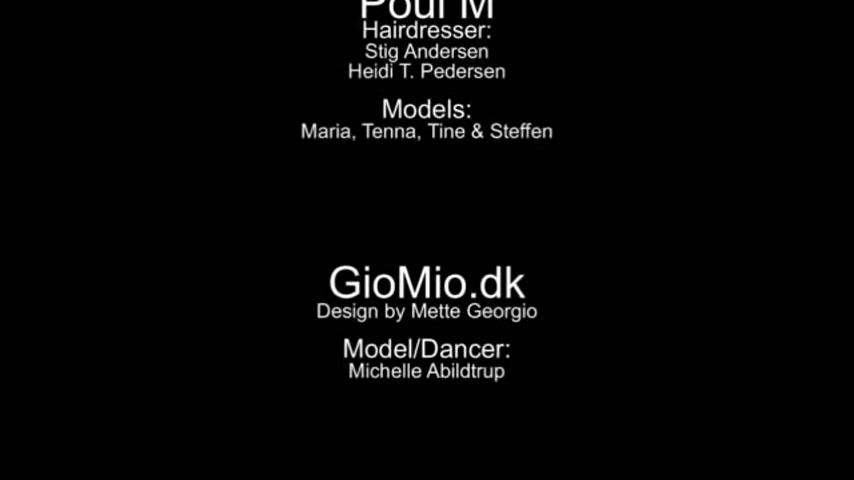 Poul M
Hairdresser:
Stig Andersen
Heidi T. Pedersen
Models:
Maria, Tenna, Tine & Steffen
GioMio.dk
Design by Mette Georgio
Model/Dancer:
Michelle Abildtrup